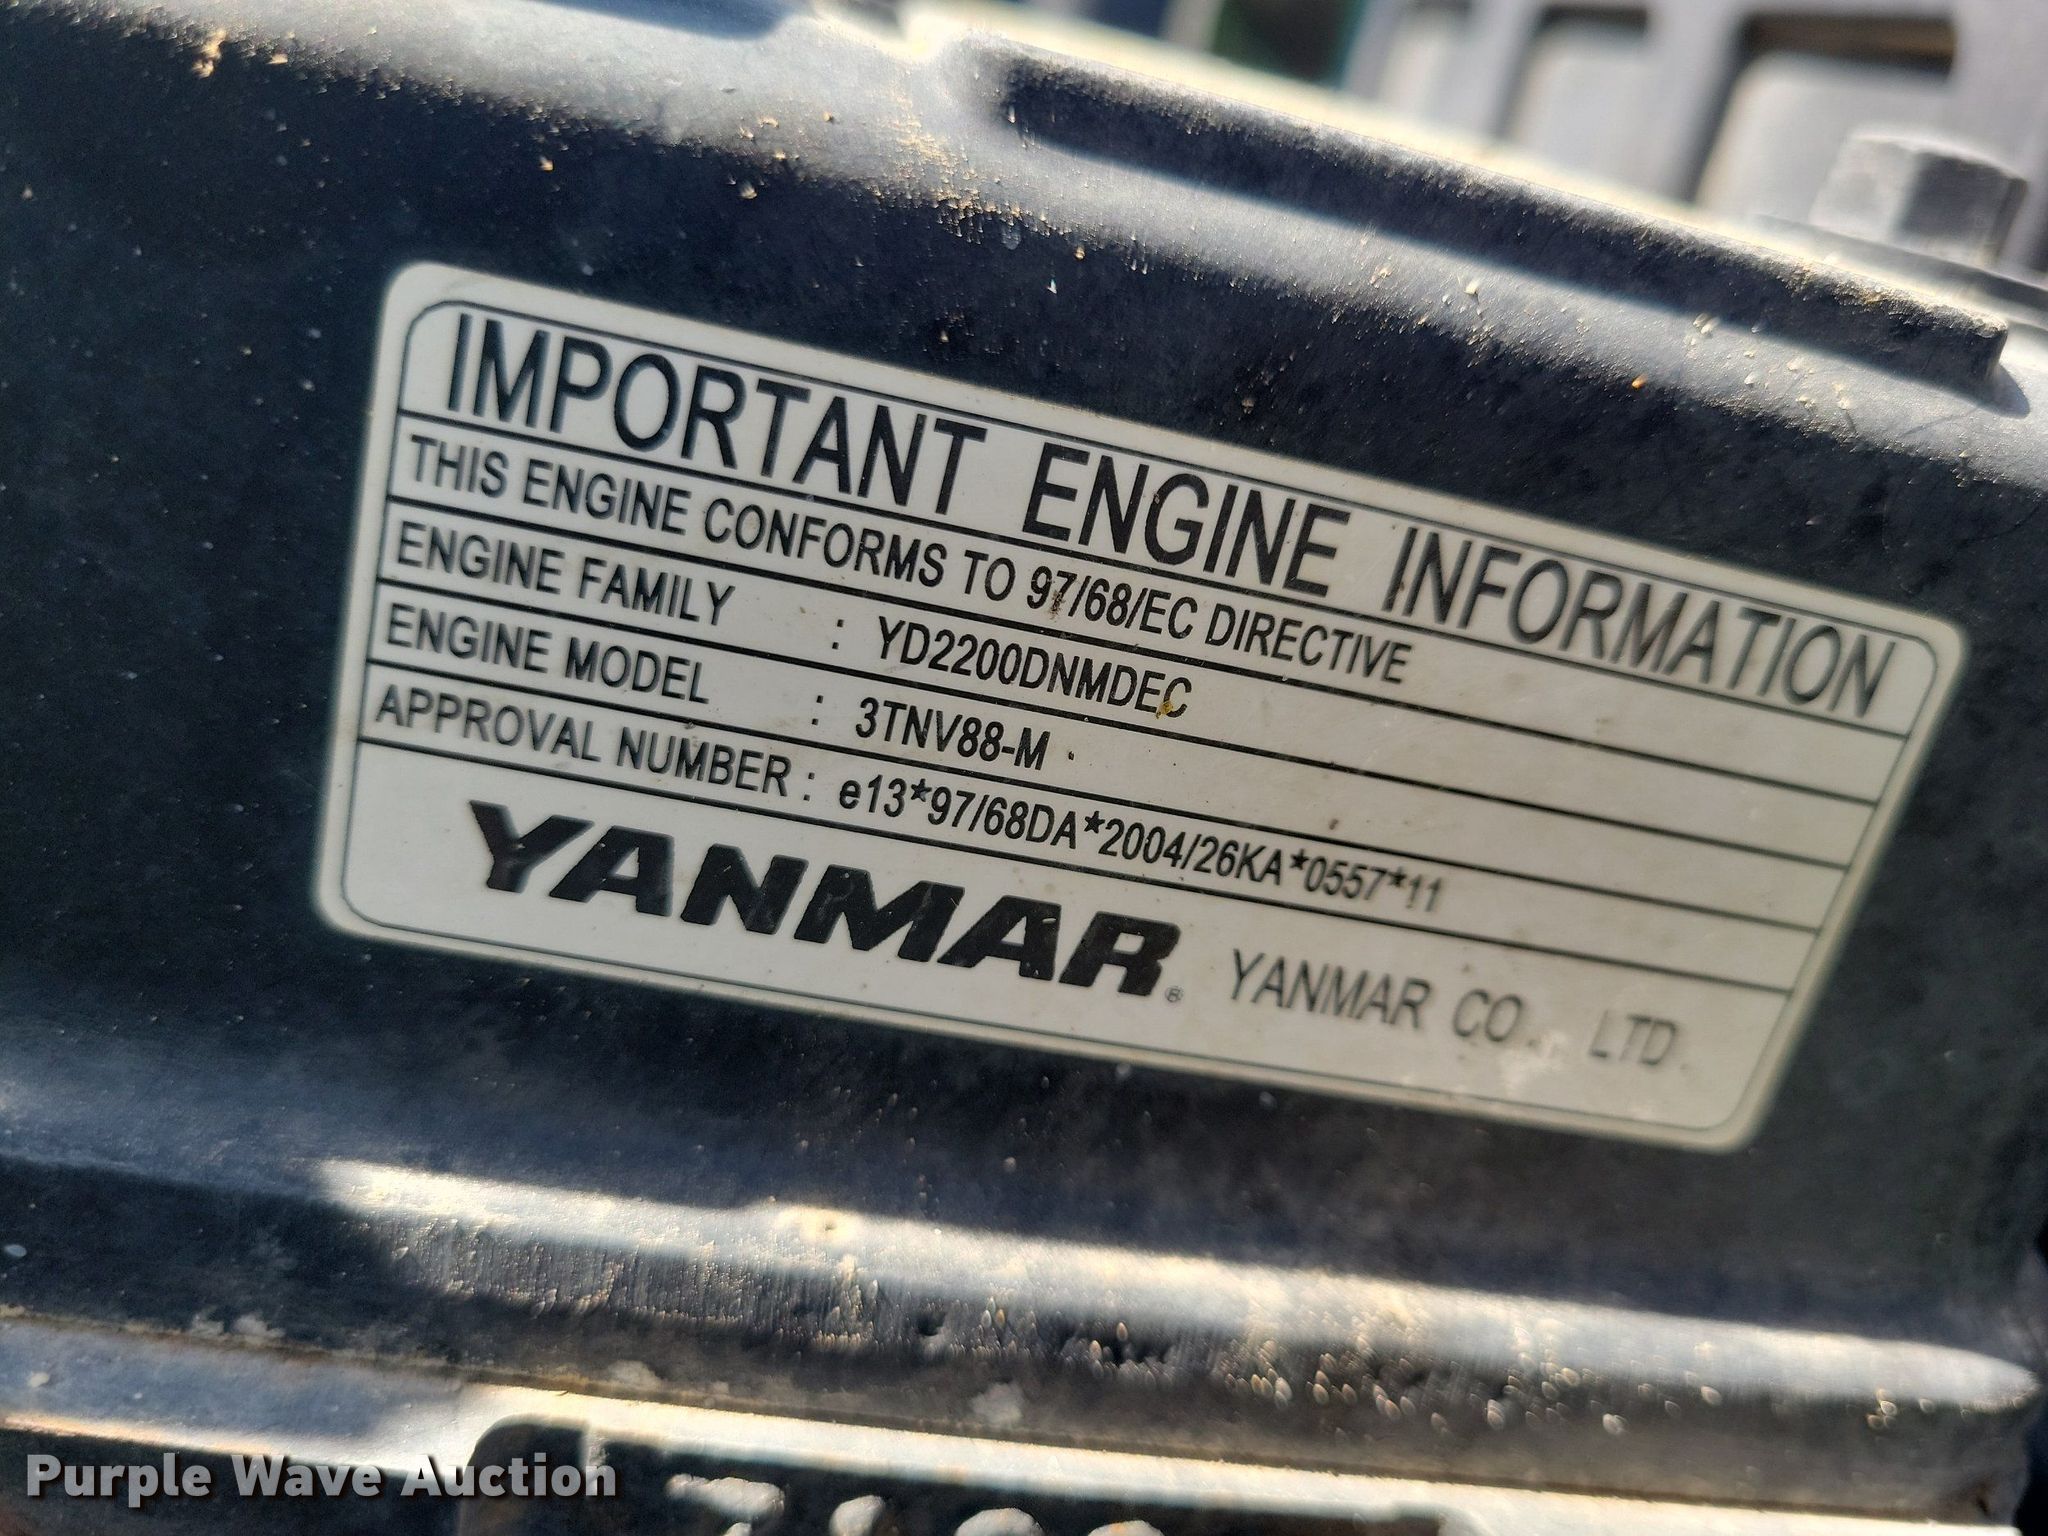 IMPORTANT ENGINE INFORMATION
THIS ENGINE CONFORMS TO 97/68/EC DIRECTIVE
ENGINE FAMILY : YD2200DNMDEC
ENGINE MODEL : 3TNV88-M
APPROVAL NUMBER : e13*97/68DA*2004/26KA*0557*11
YANMAR® YANMAR CO., LTD.
Purple Wave Auction